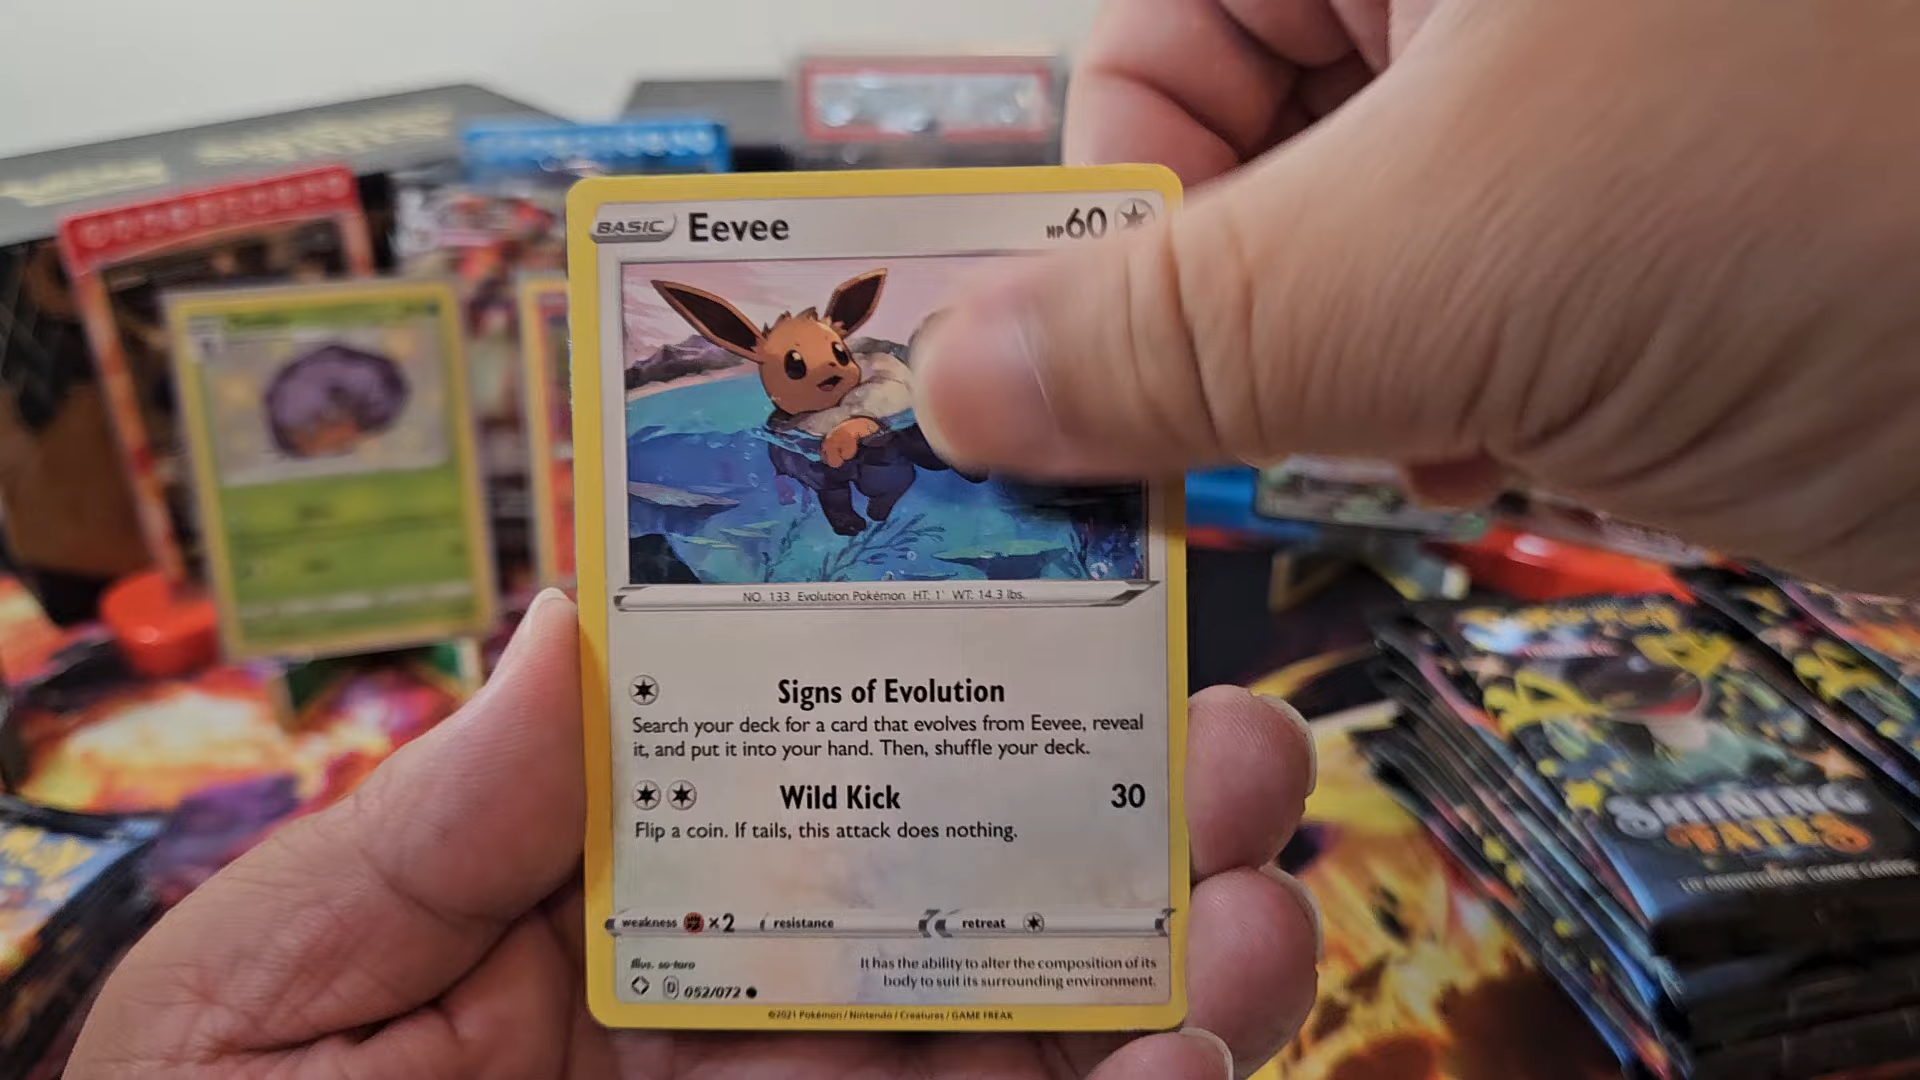 BASIC Eevee HP60
NO. 133 Evolution Pokémon HT: 1' WT: 14.3 lbs.
Signs of Evolution
Search your deck for a card that evolves from Eevee, reveal
it, and put it into your hand. Then, shuffle your deck.
Wild Kick 30
Flip a coin. If tails, this attack does nothing.
weakness ×2 resistance retreat
Illus. so-taro
It has the ability to alter the composition of its
body to suit its surrounding environment.
D 052/072
©2021 Pokémon / Nintendo / Creatures / GAME FREAK
SHINING
FATES